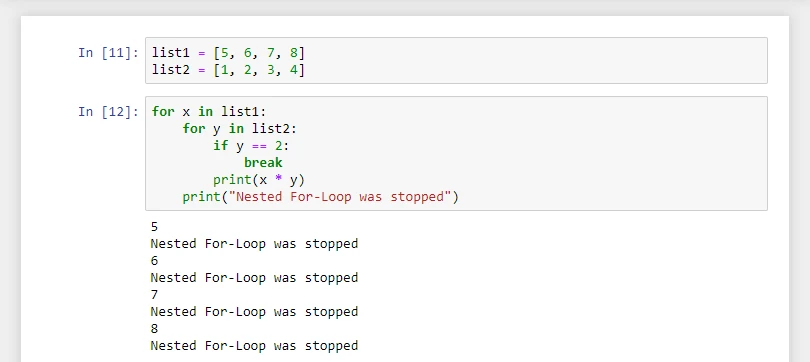 In [11]: list1 = [5, 6, 7, 8]
list2 = [1, 2, 3, 4]
In [12]: for x in list1:
    for y in list2:
        if y == 2:
            break
        print(x * y)
    print("Nested For-Loop was stopped")
5
Nested For-Loop was stopped
6
Nested For-Loop was stopped
7
Nested For-Loop was stopped
8
Nested For-Loop was stopped